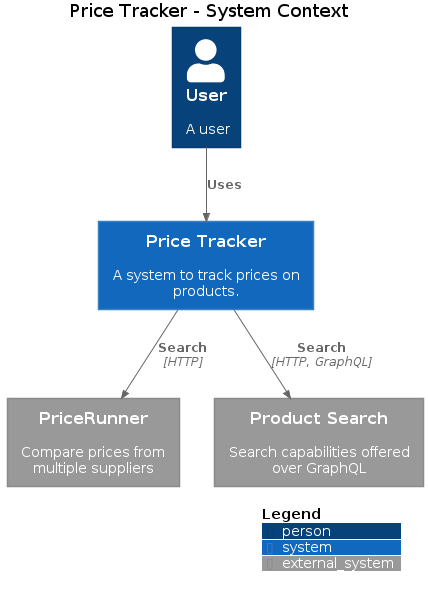 Price Tracker - System Context
User
A user
Uses
Price Tracker
A system to track prices on
products.
Search
[HTTP]
Search
[HTTP, GraphQL]
PriceRunner
Compare prices from
multiple suppliers
Product Search
Search capabilities offered
over GraphQL
Legend
person
system
external_system